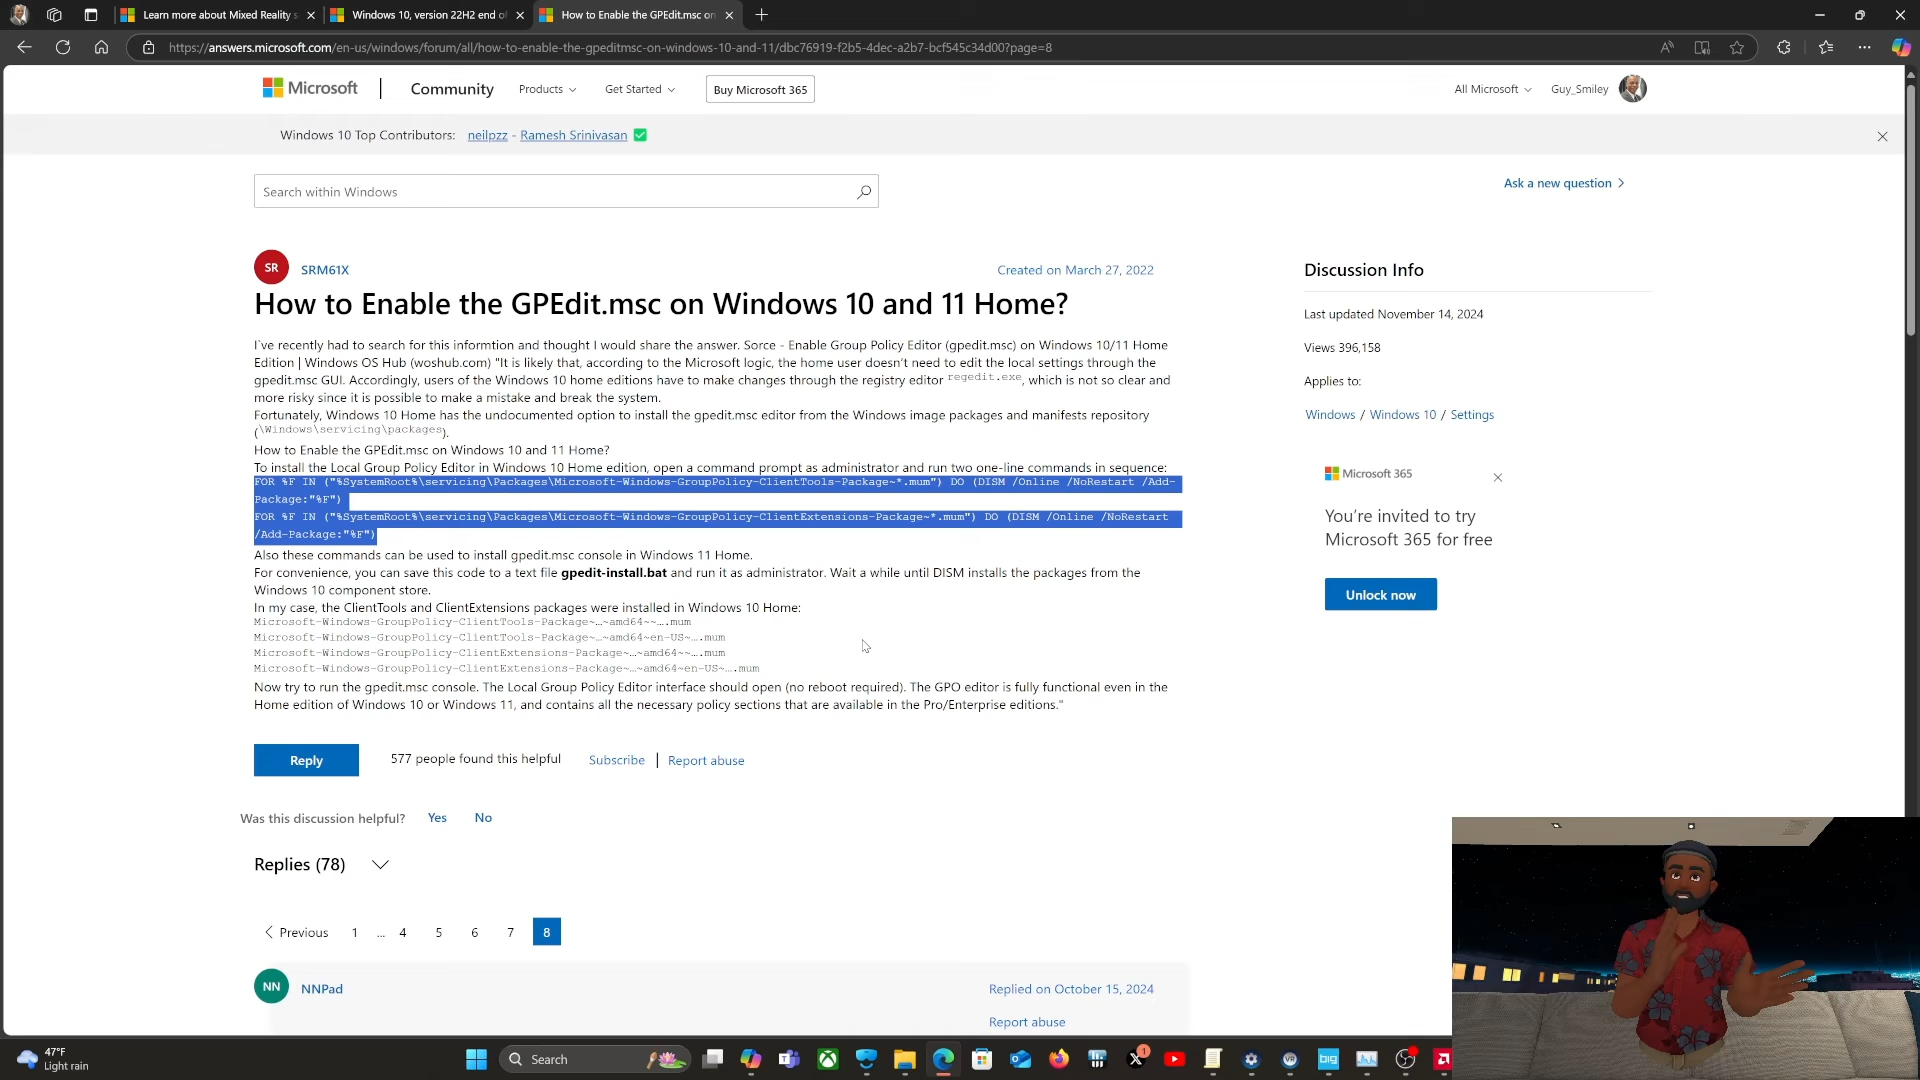 Learn more about Mixed Reality s
Windows 10, version 22H2 end of
How to Enable the GPEdit.msc on
https://answers.microsoft.com/en-us/windows/forum/all/how-to-enable-the-gpeditmsc-on-windows-10-and-11/dbc76919-f2b5-4dec-a2b7-bcf545c34d00?page=8
Microsoft
Community
Products
Get Started
Buy Microsoft 365
All Microsoft
Guy_Smiley
Windows 10 Top Contributors: neilpzz - Ramesh Srinivasan
Search within Windows
Ask a new question
SR
SRM61X
Created on March 27, 2022
How to Enable the GPEdit.msc on Windows 10 and 11 Home?
I`ve recently had to search for this informtion and thought I would share the answer. Sorce - Enable Group Policy Editor (gpedit.msc) on Windows 10/11 Home
Edition | Windows OS Hub (woshub.com) "It is likely that, according to the Microsoft logic, the home user doesn't need to edit the local settings through the
gpedit.msc GUI. Accordingly, users of the Windows 10 home editions have to make changes through the registry editor regedit.exe, which is not so clear and
more risky since it is possible to make a mistake and break the system.
Fortunately, Windows 10 Home has the undocumented option to install the gpedit.msc editor from the Windows image packages and manifests repository
(\Windows\servicing\packages).
How to Enable the GPEdit.msc on Windows 10 and 11 Home?
To install the Local Group Policy Editor in Windows 10 Home edition, open a command prompt as administrator and run two one-line commands in sequence:
FOR %F IN ("%SystemRoot%\servicing\Packages\Microsoft-Windows-GroupPolicy-ClientTools-Package~*.mum") DO (DISM /Online /NoRestart /Add-
Package:"%F")
FOR %F IN ("%SystemRoot%\servicing\Packages\Microsoft-Windows-GroupPolicy-ClientExtensions-Package~*.mum") DO (DISM /Online /NoRestart
/Add-Package:"%F")
Also these commands can be used to install gpedit.msc console in Windows 11 Home.
For convenience, you can save this code to a text file gpedit-install.bat and run it as administrator. Wait a while until DISM installs the packages from the
Windows 10 component store.
In my case, the ClientTools and ClientExtensions packages were installed in Windows 10 Home:
Microsoft-Windows-GroupPolicy-ClientTools-Package~…~amd64~~….mum
Microsoft-Windows-GroupPolicy-ClientTools-Package~…~amd64~en-US~….mum
Microsoft-Windows-GroupPolicy-ClientExtensions-Package~…~amd64~~….mum
Microsoft-Windows-GroupPolicy-ClientExtensions-Package~…~amd64~en-US~….mum
Now try to run the gpedit.msc console. The Local Group Policy Editor interface should open (no reboot required). The GPO editor is fully functional even in the
Home edition of Windows 10 or Windows 11, and contains all the necessary policy sections that are available in the Pro/Enterprise editions."
Discussion Info
Last updated November 14, 2024
Views 396,158
Applies to:
Windows / Windows 10 / Settings
Microsoft 365
You're invited to try
Microsoft 365 for free
Unlock now
Reply
577 people found this helpful
Subscribe | Report abuse
Was this discussion helpful? Yes No
Replies (78)
Previous 1 ... 4 5 6 7 8
NN
NNPad
Replied on October 15, 2024
Report abuse
47°F
Light rain
Search
1
VR
big